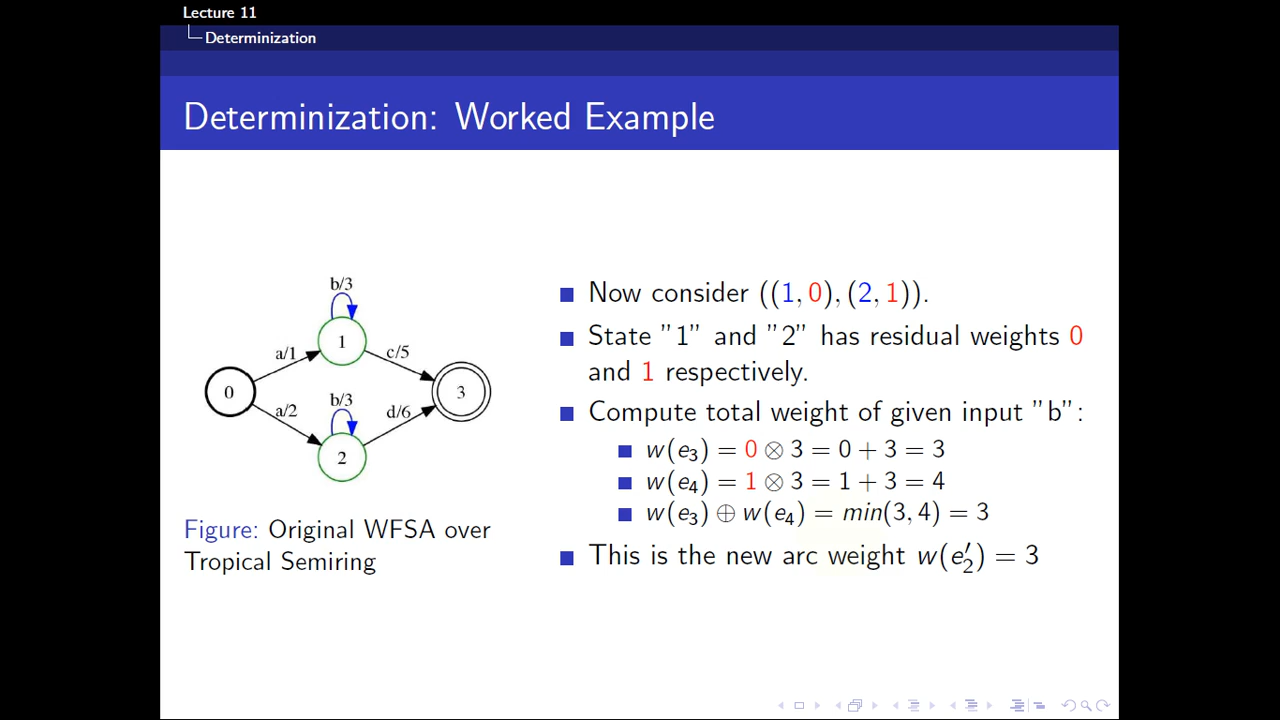 Lecture 11
Determinization
Determinization: Worked Example
b/3
a/1
1
c/5
0
3
a/2
b/3
d/6
2
Figure: Original WFSA over
Tropical Semiring
Now consider ((1, 0), (2, 1)).
State ”1” and ”2” has residual weights 0
and 1 respectively.
Compute total weight of given input ”b”:
w(e₃) = 0 ⊗ 3 = 0 + 3 = 3
w(e₄) = 1 ⊗ 3 = 1 + 3 = 4
w(e₃) ⊕ w(e₄) = min(3, 4) = 3
This is the new arc weight w(e′₂) = 3